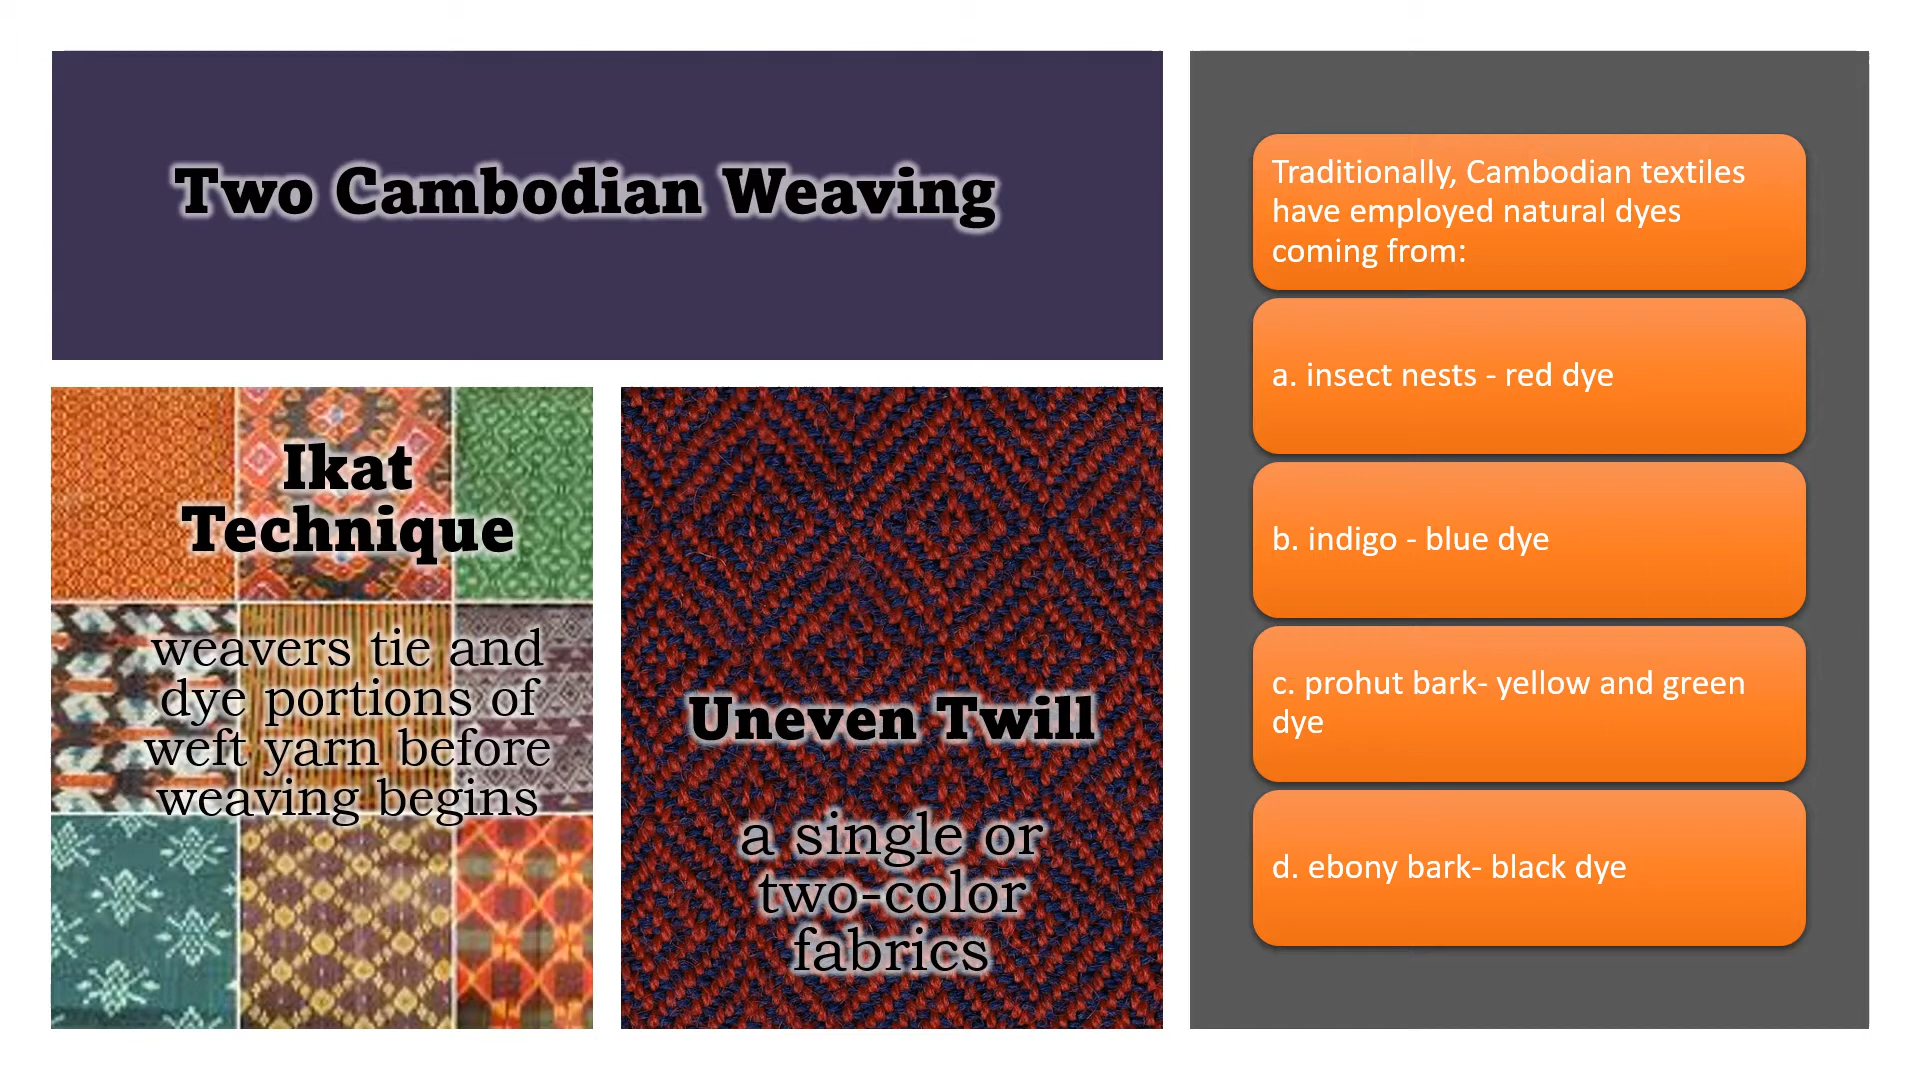 Two Cambodian Weaving
Ikat
Technique
weavers tie and
dye portions of
weft yarn before
weaving begins
Uneven Twill
a single or
two-color
fabrics
Traditionally, Cambodian textiles
have employed natural dyes
coming from:
a. insect nests - red dye
b. indigo - blue dye
c. prohut bark- yellow and green
dye
d. ebony bark- black dye